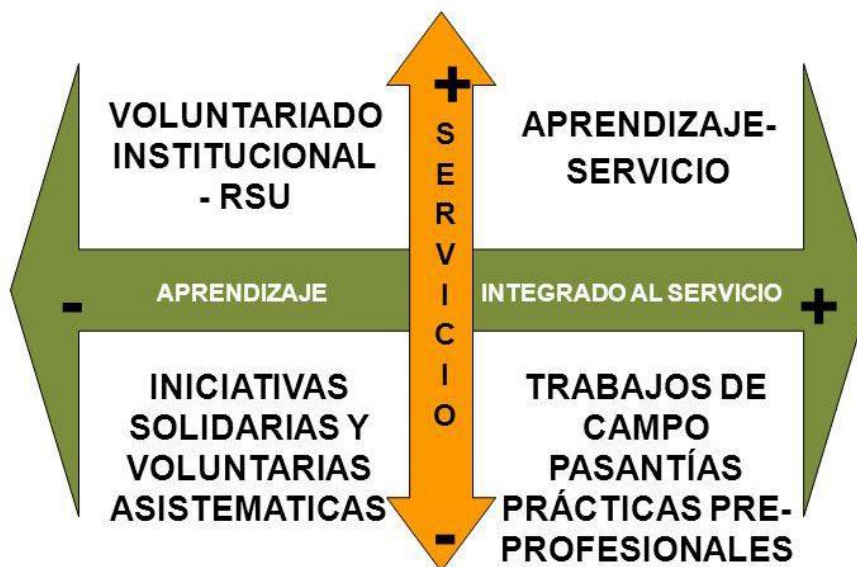 VOLUNTARIADO
INSTITUCIONAL
- RSU
+
SERVICIO
-
APRENDIZAJE-
SERVICIO
-
APRENDIZAJE
INTEGRADO AL SERVICIO
+
INICIATIVAS
SOLIDARIAS Y
VOLUNTARIAS
ASISTEMATICAS
TRABAJOS DE
CAMPO
PASANTÍAS
PRÁCTICAS PRE-
PROFESIONALES